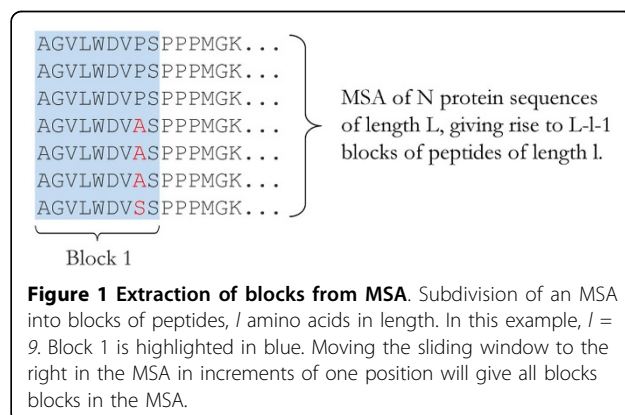 AGVLWDVPSPPPMGK...
AGVLWDVPSPPPMGK...
AGVLWDVPSPPPMGK...
AGVLWDVASPPPMGK...
AGVLWDVASPPPMGK...
AGVLWDVASPPPMGK...
AGVLWDVSSPPPMGK...
MSA of N protein sequences
of length L, giving rise to L-l-1
blocks of peptides of length l.
Block 1
Figure 1 Extraction of blocks from MSA. Subdivision of an MSA
into blocks of peptides, l amino acids in length. In this example, l =
9. Block 1 is highlighted in blue. Moving the sliding window to the
right in the MSA in increments of one position will give all blocks
blocks in the MSA.